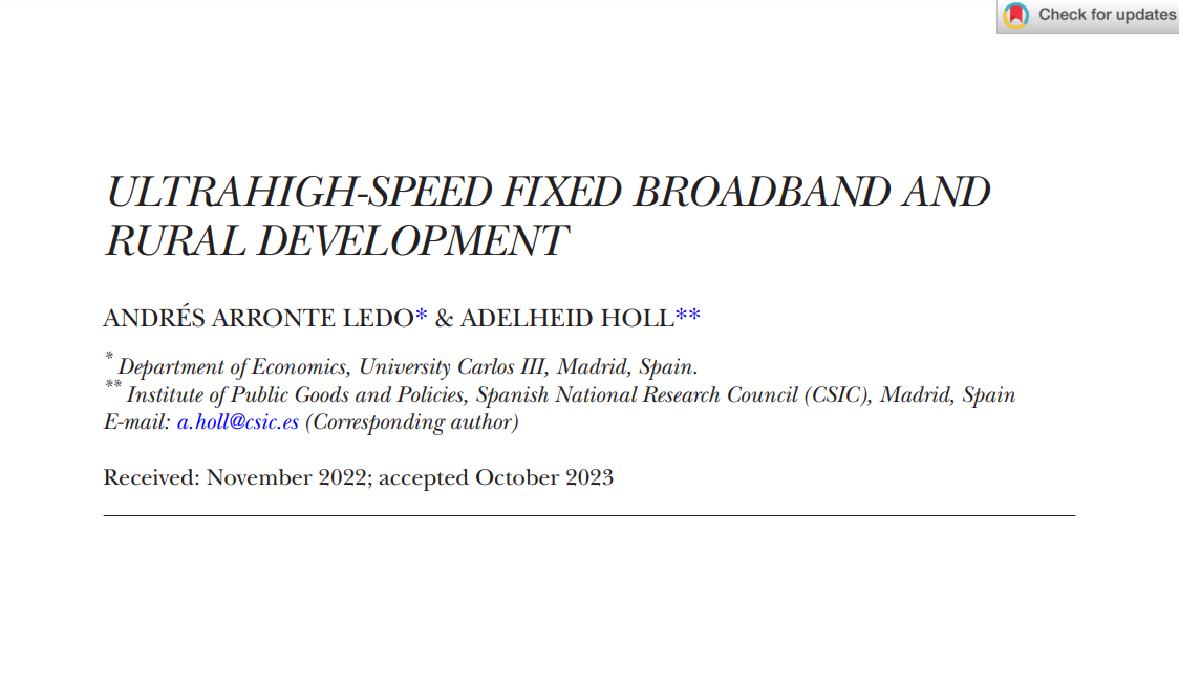 Check for updates
ULTRAHIGH-SPEED FIXED BROADBAND AND
RURAL DEVELOPMENT
ANDRÉS ARRONTE LEDO* & ADELHEID HOLL**
* Department of Economics, University Carlos III, Madrid, Spain.
** Institute of Public Goods and Policies, Spanish National Research Council (CSIC), Madrid, Spain
E-mail: a.holl@csic.es (Corresponding author)
Received: November 2022; accepted October 2023